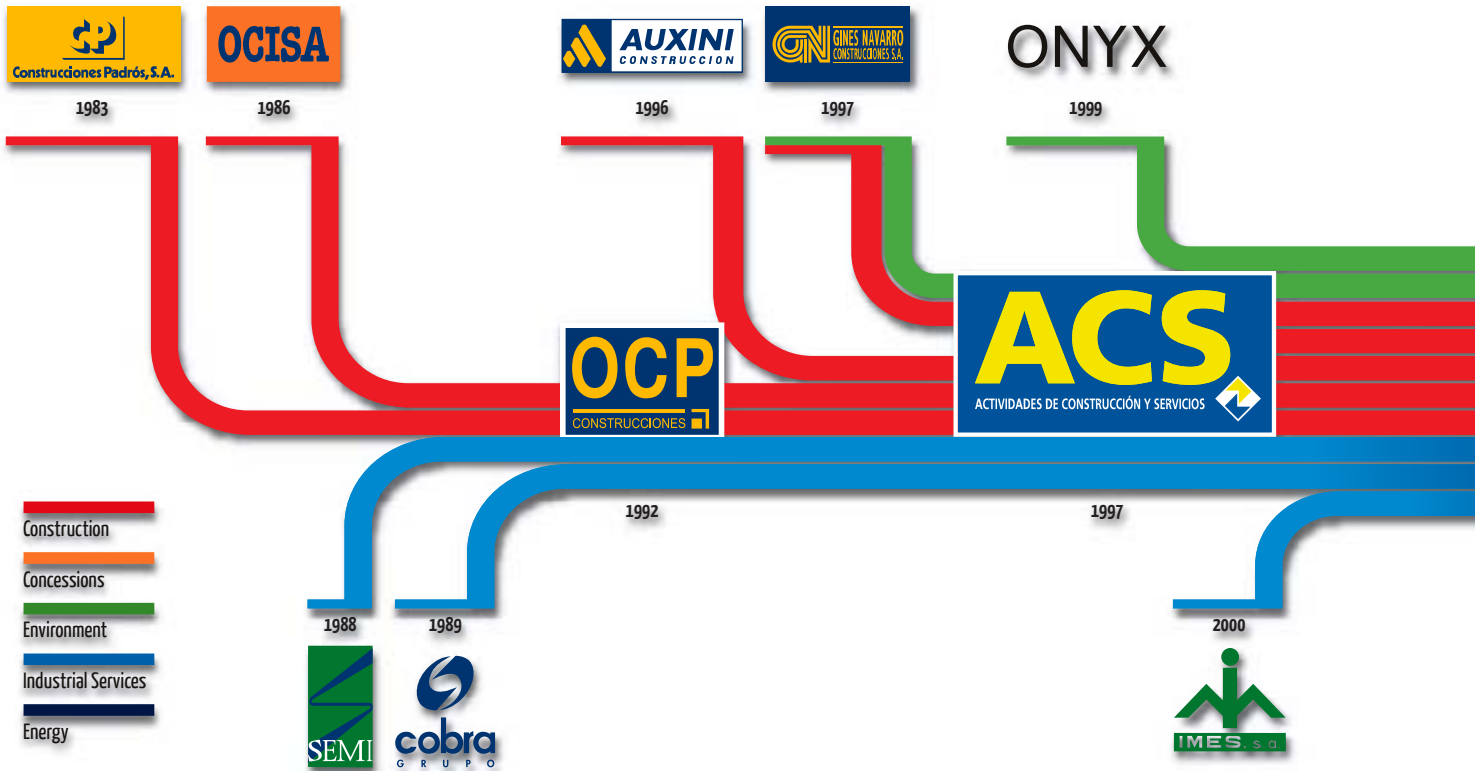 CP
Construcciones Padrós, S.A.
OCISA
AUXINI
CONSTRUCCION
GN
GINES NAVARRO
CONSTRUCCIONES S.A.
ONYX
1983
1986
1996
1997
1999
OCP
CONSTRUCCIONES
ACS
ACTIVIDADES DE CONSTRUCCIÓN Y SERVICIOS
1992
1997
Construction
Concessions
Environment
Industrial Services
Energy
1988
1989
2000
SEMI
cobra
GRUPO
IMES. s.a.